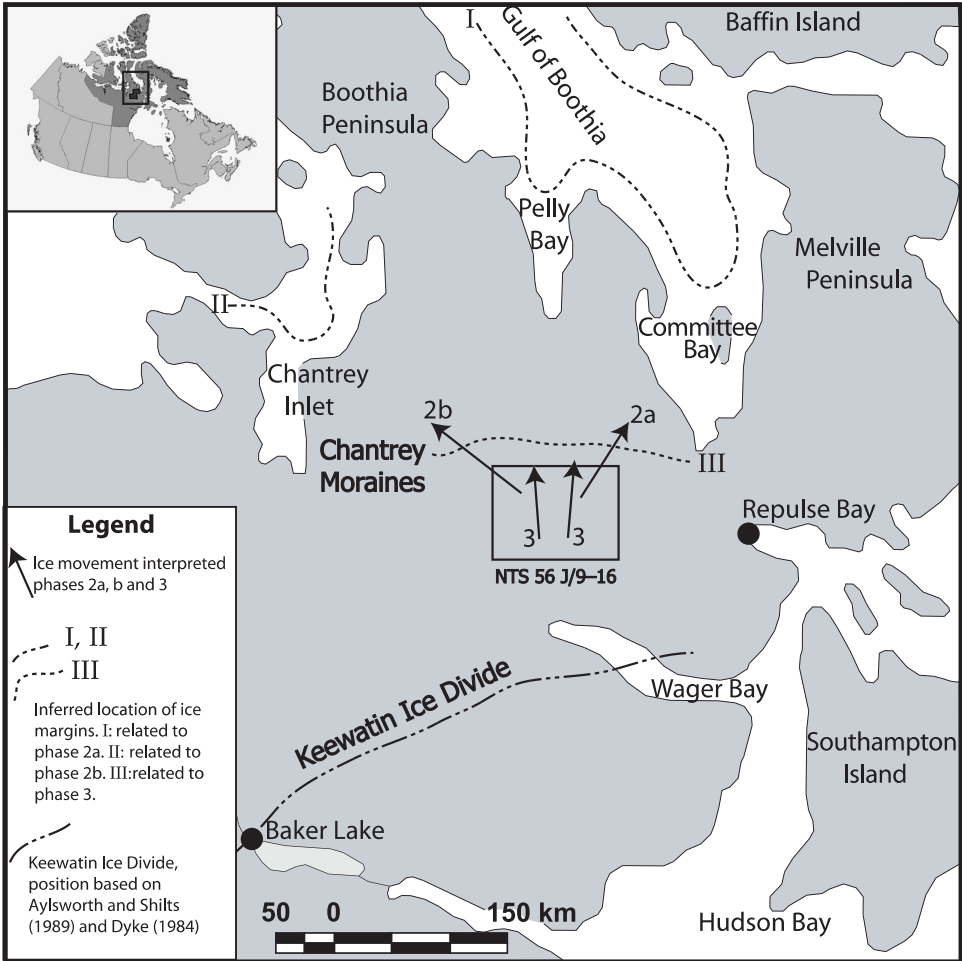 I
Gulf of Boothia
Baffin Island
Boothia
Peninsula
Pelly
Bay
Melville
Peninsula
II
Committee
Bay
Chantrey
Inlet
2b
2a
Chantrey
Moraines
III
3
3
NTS 56 J/9–16
Repulse Bay
Keewatin Ice Divide
Wager Bay
Southampton
Island
Baker Lake
Hudson Bay
50 0 150 km
Legend
Ice movement interpreted
phases 2a, b and 3
I, II
III
Inferred location of ice
margins. I: related to
phase 2a. II: related to
phase 2b. III:related to
phase 3.
Keewatin Ice Divide,
position based on
Aylsworth and Shilts
(1989) and Dyke (1984)